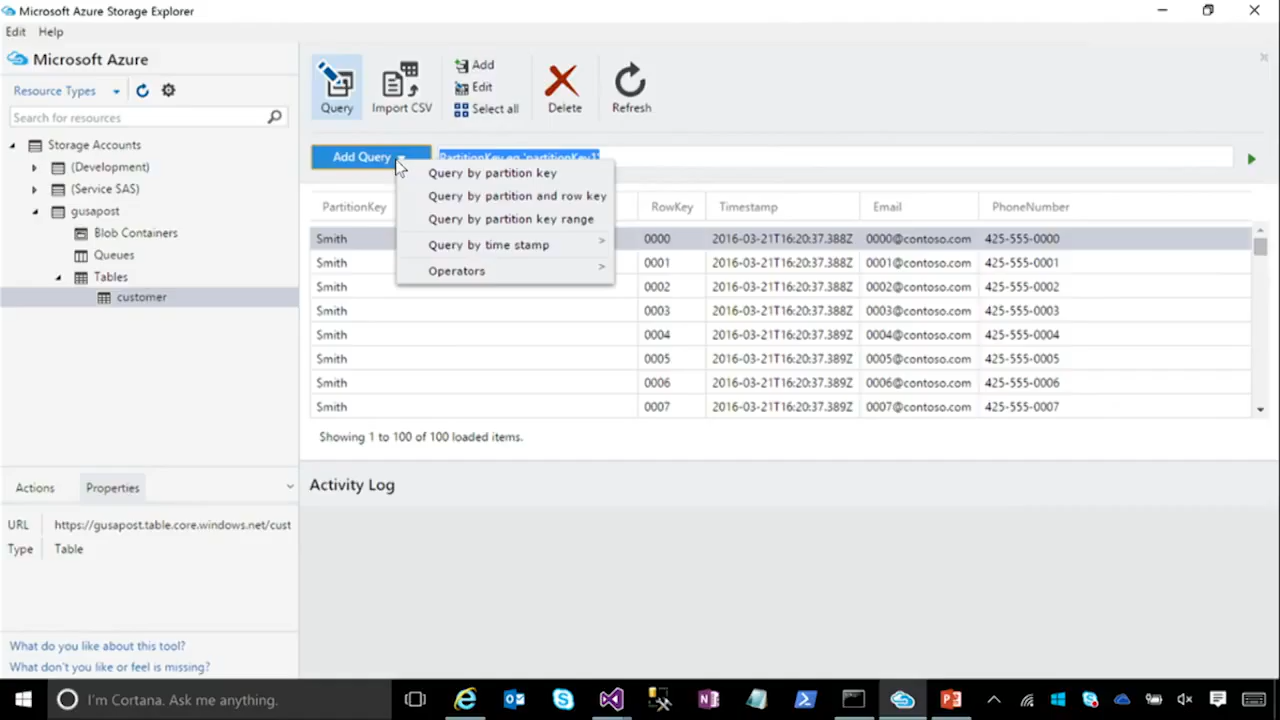 Microsoft Azure Storage Explorer
Edit Help
Microsoft Azure
Resource Types
Search for resources
Storage Accounts
(Development)
(Service SAS)
gusapost
Blob Containers
Queues
Tables
customer
Actions Properties
URL https://gusapost.table.core.windows.net/cust
Type Table
What do you like about this tool?
What don't you like or feel is missing?
Query
Import CSV
Add
Edit
Select all
Delete
Refresh
Add Query
PartitionKey eq 'partitionKey1'
Query by partition key
Query by partition and row key
Query by partition key range
Query by time stamp
Operators
PartitionKey RowKey Timestamp Email PhoneNumber
Smith 0000 2016-03-21T16:20:37.388Z 0000@contoso.com 425-555-0000
Smith 0001 2016-03-21T16:20:37.388Z 0001@contoso.com 425-555-0001
Smith 0002 2016-03-21T16:20:37.388Z 0002@contoso.com 425-555-0002
Smith 0003 2016-03-21T16:20:37.388Z 0003@contoso.com 425-555-0003
Smith 0004 2016-03-21T16:20:37.389Z 0004@contoso.com 425-555-0004
Smith 0005 2016-03-21T16:20:37.389Z 0005@contoso.com 425-555-0005
Smith 0006 2016-03-21T16:20:37.389Z 0006@contoso.com 425-555-0006
Smith 0007 2016-03-21T16:20:37.389Z 0007@contoso.com 425-555-0007
Showing 1 to 100 of 100 loaded items.
Activity Log
I'm Cortana. Ask me anything.